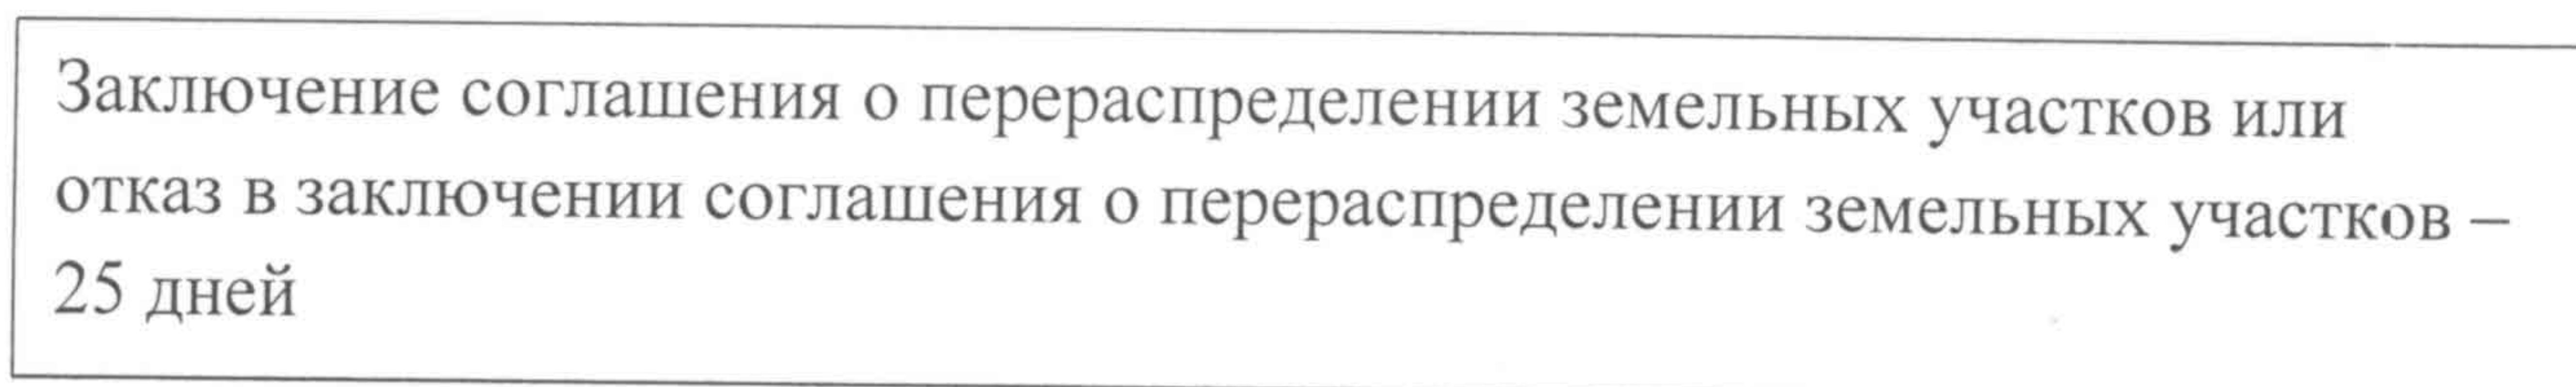 Заключение соглашения о перераспределении земельных участков или
отказ в заключении соглашения о перераспределении земельных участков –
25 дней